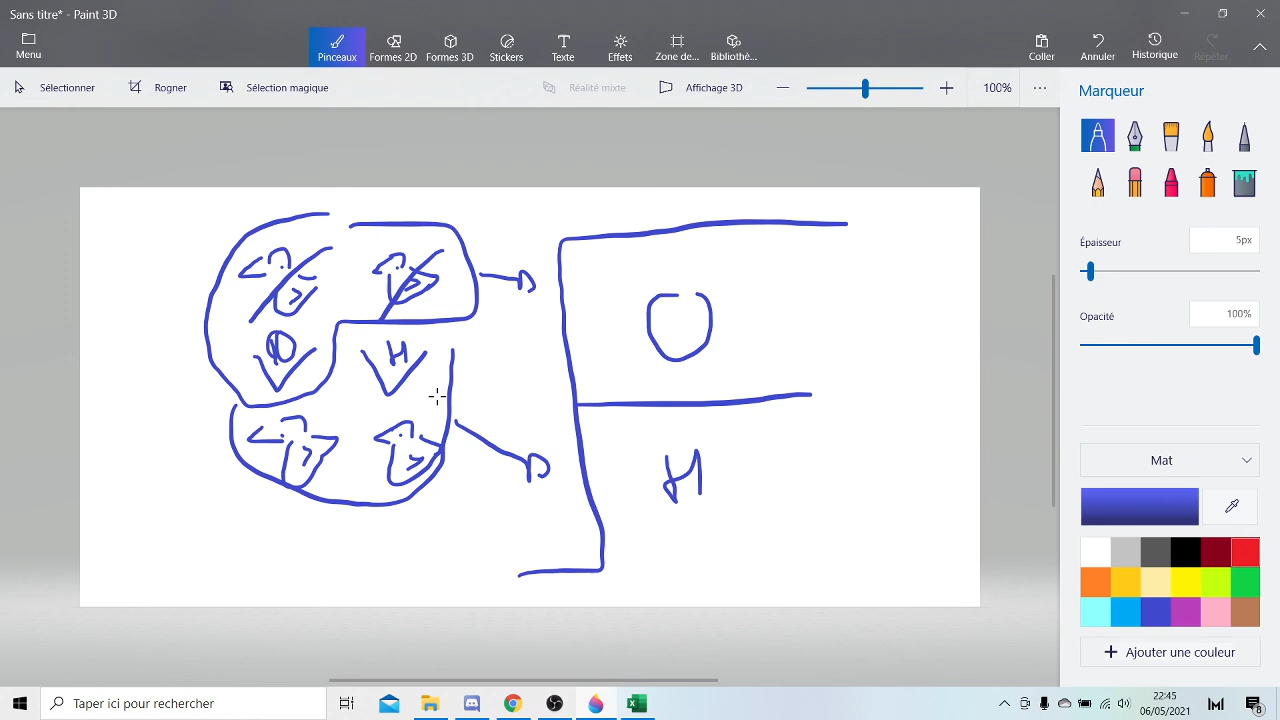 Sans titre* - Paint 3D
Menu
Pinceaux
Formes 2D
Formes 3D
Stickers
Texte
Effets
Zone de...
Bibliothè...
Coller
Annuler
Historique
Répéter
Sélectionner
Rogner
Sélection magique
Réalité mixte
Affichage 3D
100%
Marqueur
Épaisseur
5px
Opacité
100%
Mat
Ajouter une couleur
H
H
Taper ici pour rechercher
22:45
06/05/2021
8